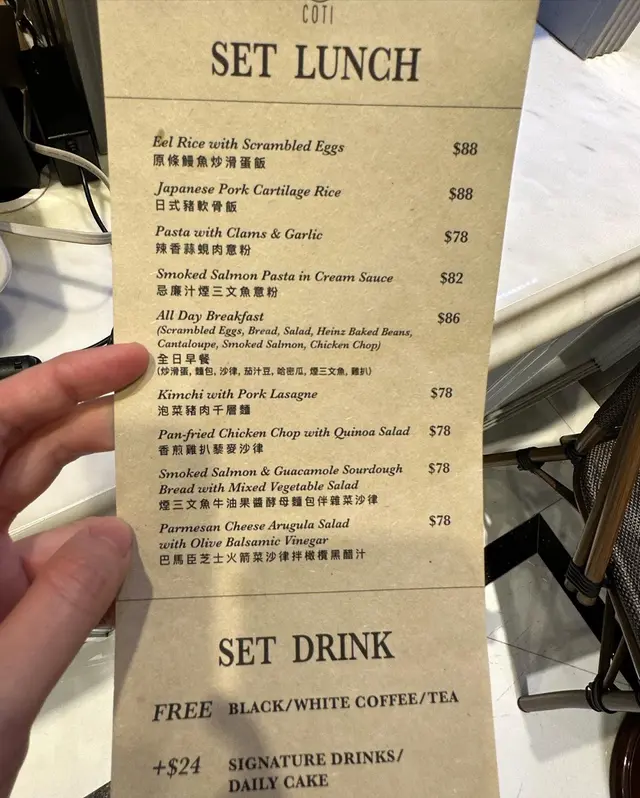 COTI
SET LUNCH
Eel Rice with Scrambled Eggs $88
原條鰻魚炒滑蛋飯
Japanese Pork Cartilage Rice $88
日式豬軟骨飯
Pasta with Clams & Garlic $78
辣香蒜蜆肉意粉
Smoked Salmon Pasta in Cream Sauce $82
忌廉汁煙三文魚意粉
All Day Breakfast $86
(Scrambled Eggs, Bread, Salad, Heinz Baked Beans,
Cantaloupe, Smoked Salmon, Chicken Chop)
全日早餐
(炒滑蛋, 麵包, 沙律, 茄汁豆, 哈密瓜, 煙三文魚, 雞扒)
Kimchi with Pork Lasagne $78
泡菜豬肉千層麵
Pan-fried Chicken Chop with Quinoa Salad $78
香煎雞扒藜麥沙律
Smoked Salmon & Guacamole Sourdough $78
Bread with Mixed Vegetable Salad
煙三文魚牛油果醬酵母麵包伴雜菜沙律
Parmesan Cheese Arugula Salad $78
with Olive Balsamic Vinegar
巴馬臣芝士火箭菜沙律拌橄欖黑醋汁
SET DRINK
FREE BLACK/WHITE COFFEE/TEA
+$24 SIGNATURE DRINKS/
DAILY CAKE